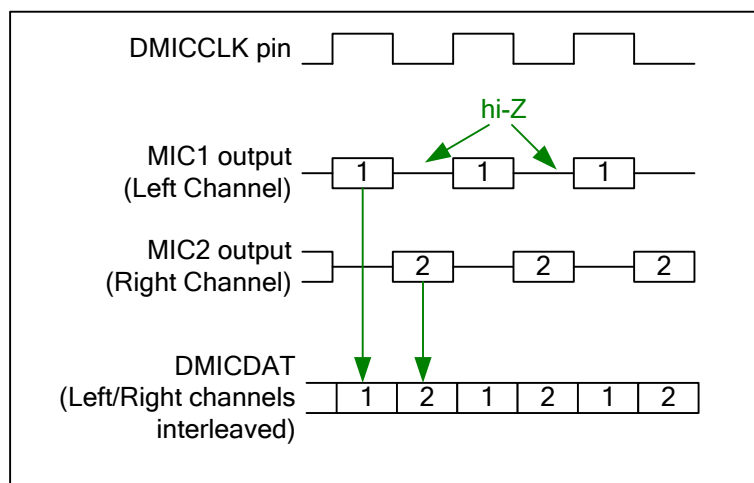 DMICCLK pin
hi-Z
MIC1 output
(Left Channel)
1 1 1
MIC2 output
(Right Channel)
2 2 2
DMICDAT
(Left/Right channels
interleaved)
1 2 1 2 1 2